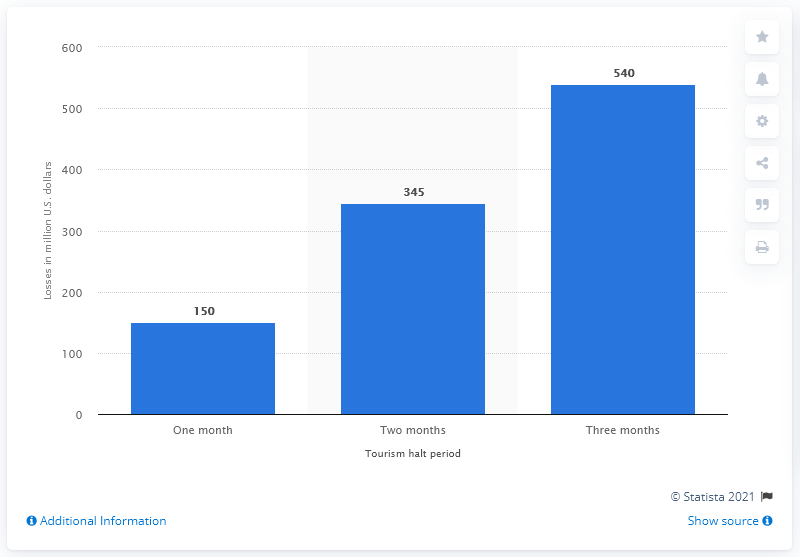 600
500
400
300
200
100
0
Losses in million U.S. dollars
150
345
540
One month
Two months
Three months
Tourism halt period
© Statista 2021
Additional Information
Show source